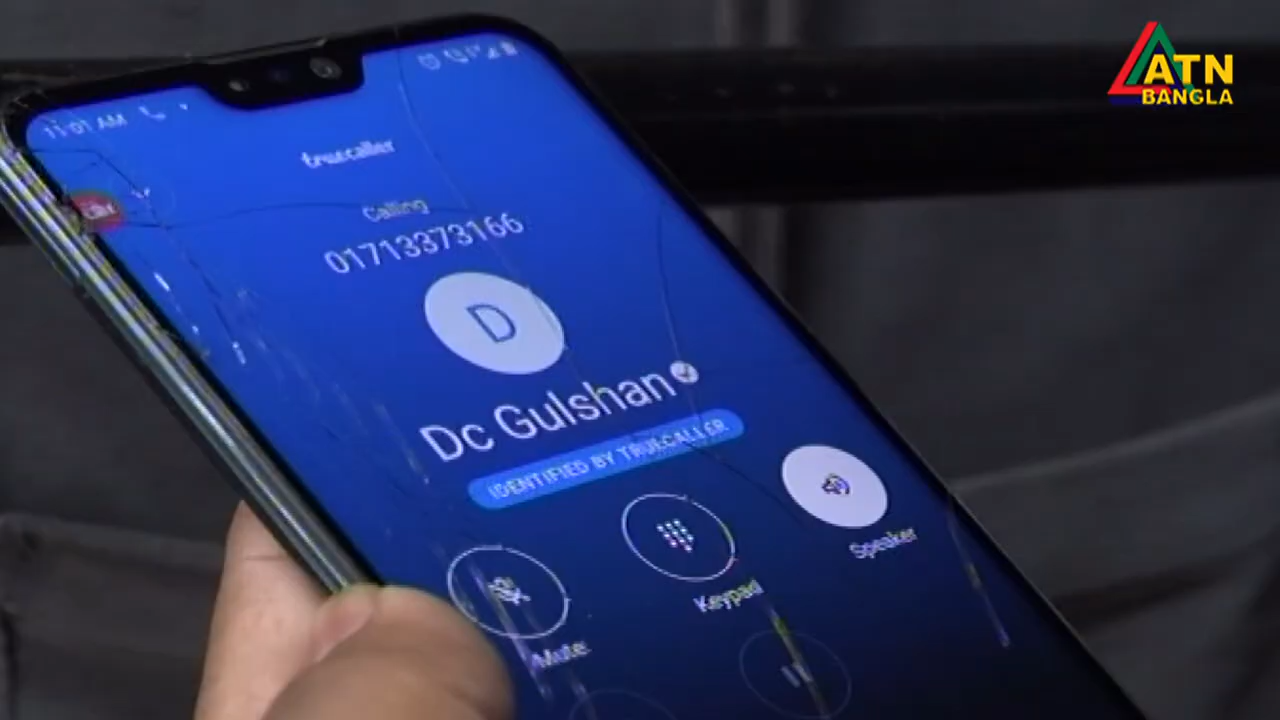 ATN
BANGLA
11:01 AM
truecaller
Calling
01713373166
D
Dc Gulshan
IDENTIFIED BY TRUECALLER
Speaker
Keypad
Mute